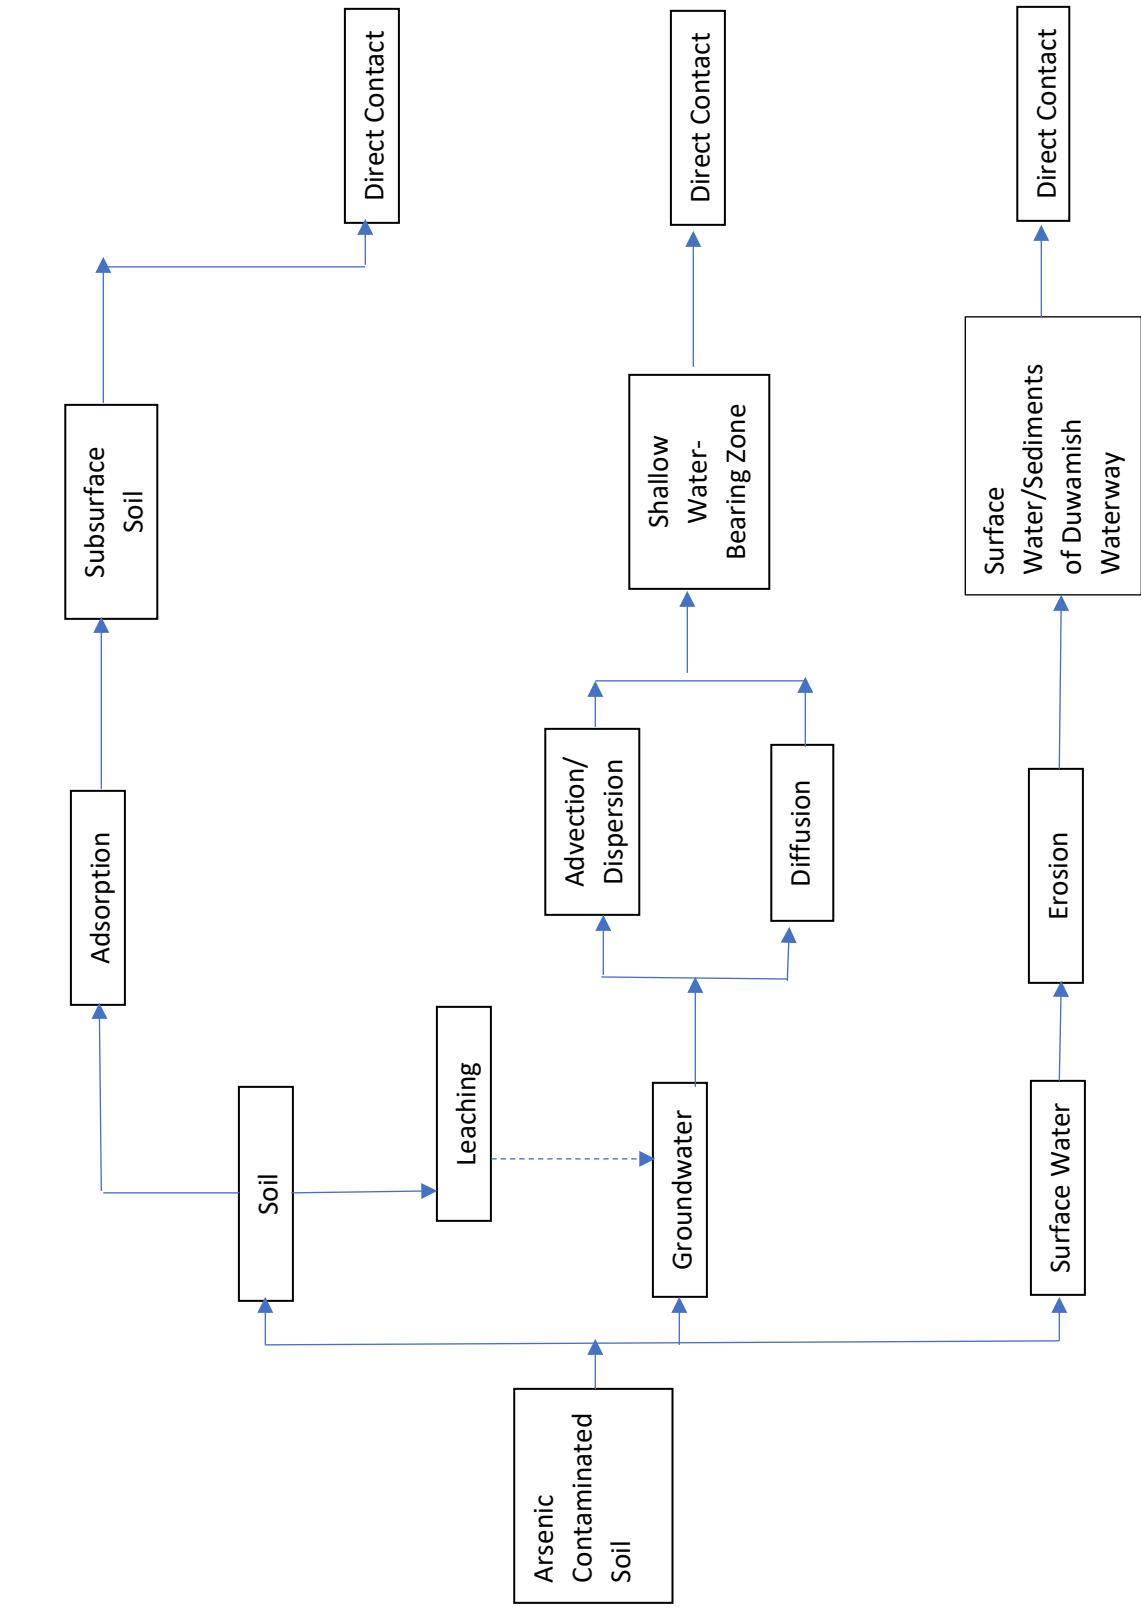 Arsenic
Contaminated
Soil
Soil
Leaching
Groundwater
Surface Water
Adsorption
Advection/
Dispersion
Diffusion
Erosion
Subsurface
Soil
Shallow
Water-
Bearing Zone
Surface
Water/Sediments
of Duwamish
Waterway
Direct Contact
Direct Contact
Direct Contact